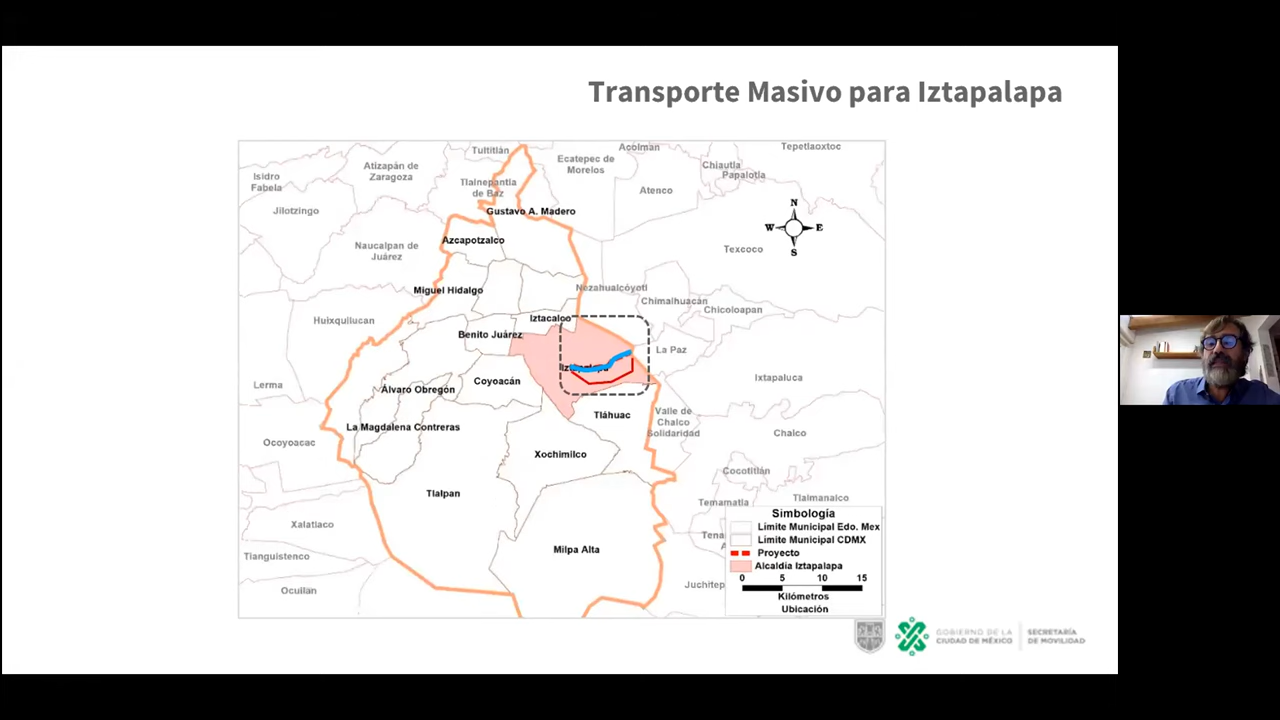 Transporte Masivo para Iztapalapa
Acolman
Tepetlaoxtoc
Tultitlán
Ecatepec de
Morelos
Atizapán de
Zaragoza
Chiautla
Papalotla
Isidro
Fabela
Tlalnepantla
de Baz
Atenco
Jilotzingo
Gustavo A. Madero
N
W
E
S
Azcapotzalco
Naucalpan de
Juárez
Texcoco
Miguel Hidalgo
Nezahualcóyotl
Chimalhuacán
Chicoloapan
Huixquilucan
Iztacalco
Benito Juárez
La Paz
Iztapalapa
Lerma
Álvaro Obregón
Coyoacán
Ixtapaluca
Tláhuac
Valle de
Chalco
Solidaridad
La Magdalena Contreras
Chalco
Ocoyoacac
Xochimilco
Cocotitlán
Tlalpan
Temamatla
Tlalmanalco
Xalatlaco
Tena
Milpa Alta
Tianguistenco
Juchitep
Ocuilan
Simbología
Límite Municipal Edo. Mex
Límite Municipal CDMX
Proyecto
Alcaldía Iztapalapa
0 5 10 15
Kilómetros
Ubicación
GOBIERNO DE LA
CIUDAD DE MÉXICO
SECRETARÍA
DE MOVILIDAD